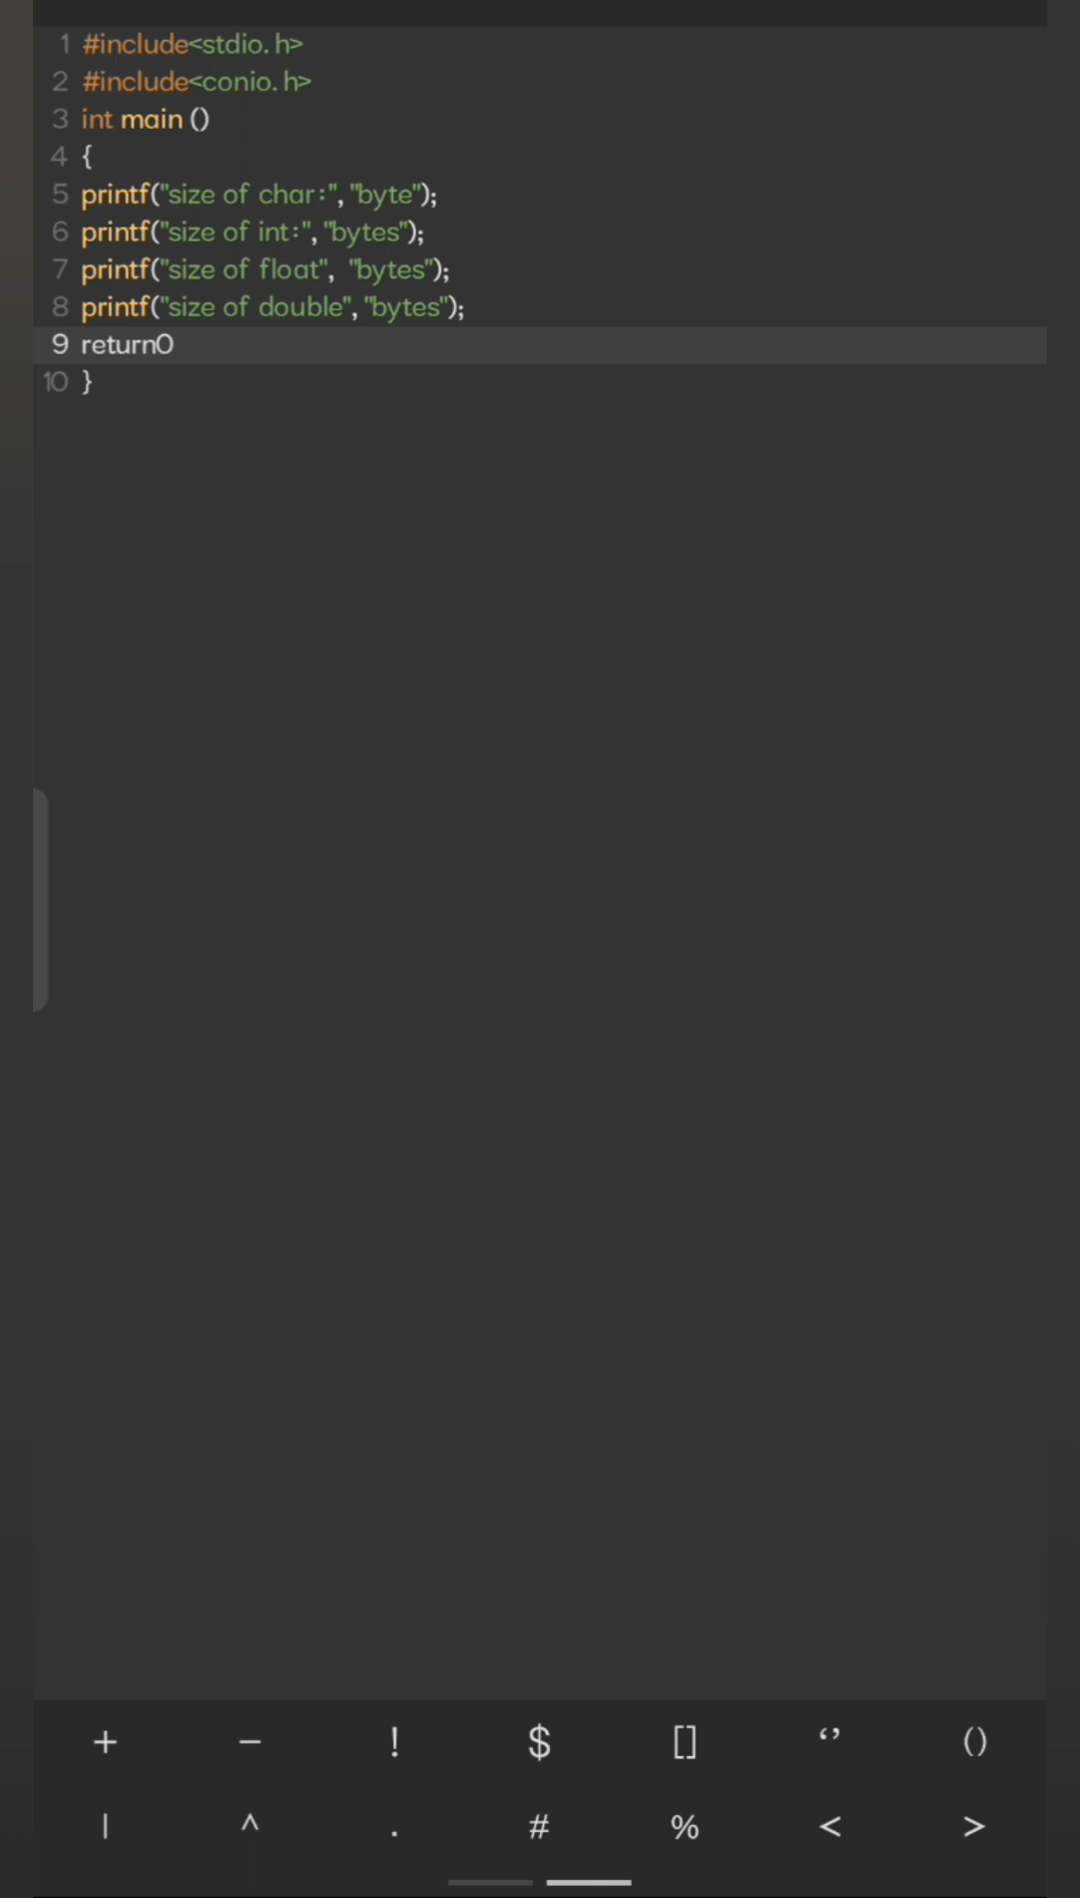 1 #include<stdio.h>
2 #include<conio.h>
3 int main ()
4 {
5 printf("size of char:", "byte");
6 printf("size of int:", "bytes");
7 printf("size of float", "bytes");
8 printf("size of double", "bytes");
9 return0
10 }
+ - ! $ [] ‘’ ()
| ^ . # % < >